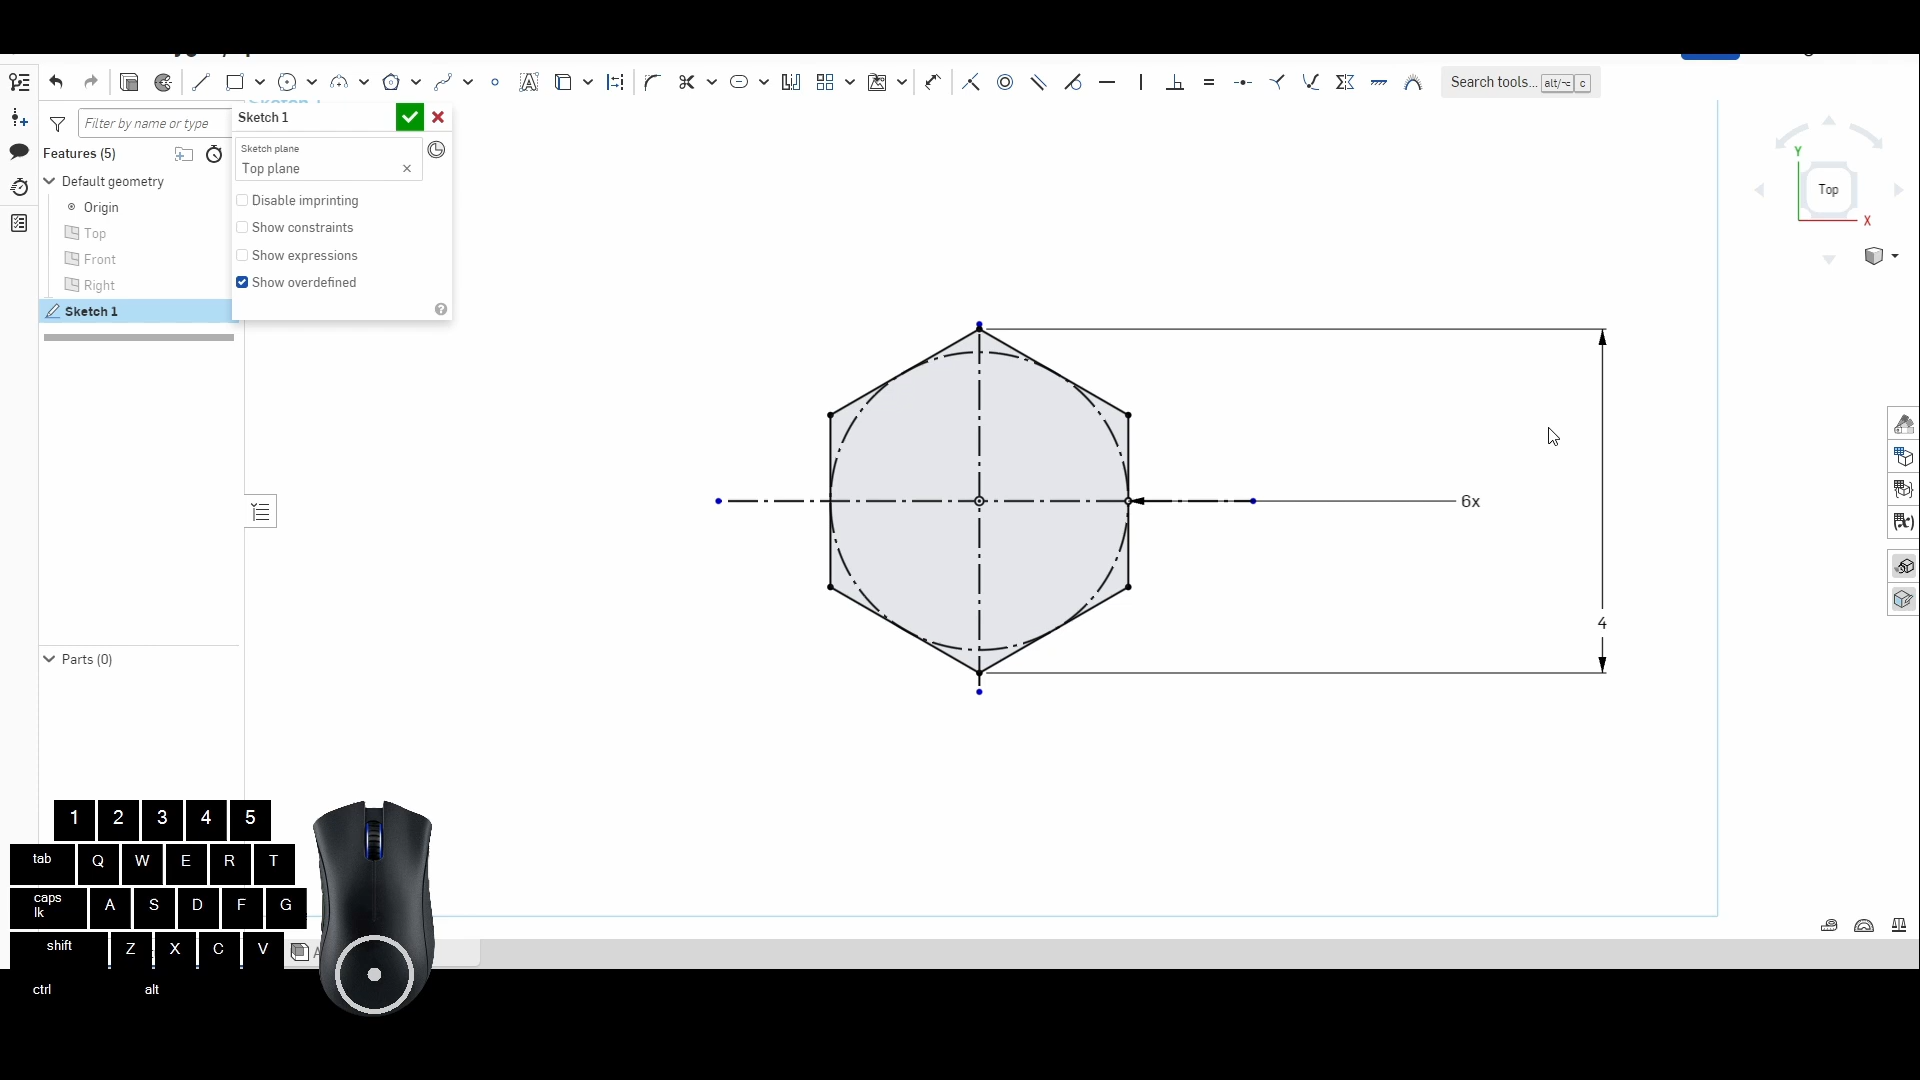 Search tools... alt/⌥ c
Sketch 1
Filter by name or type
Sketch plane
Top plane
Features (5)
Default geometry
Origin
Top
Front
Right
Sketch 1
Disable imprinting
Show constraints
Show expressions
Show overdefined
Y
Top
X
6x
4
Parts (0)
1 2 3 4 5
tab Q W E R T
caps
lk A S D F G
shift Z X C V
ctrl alt